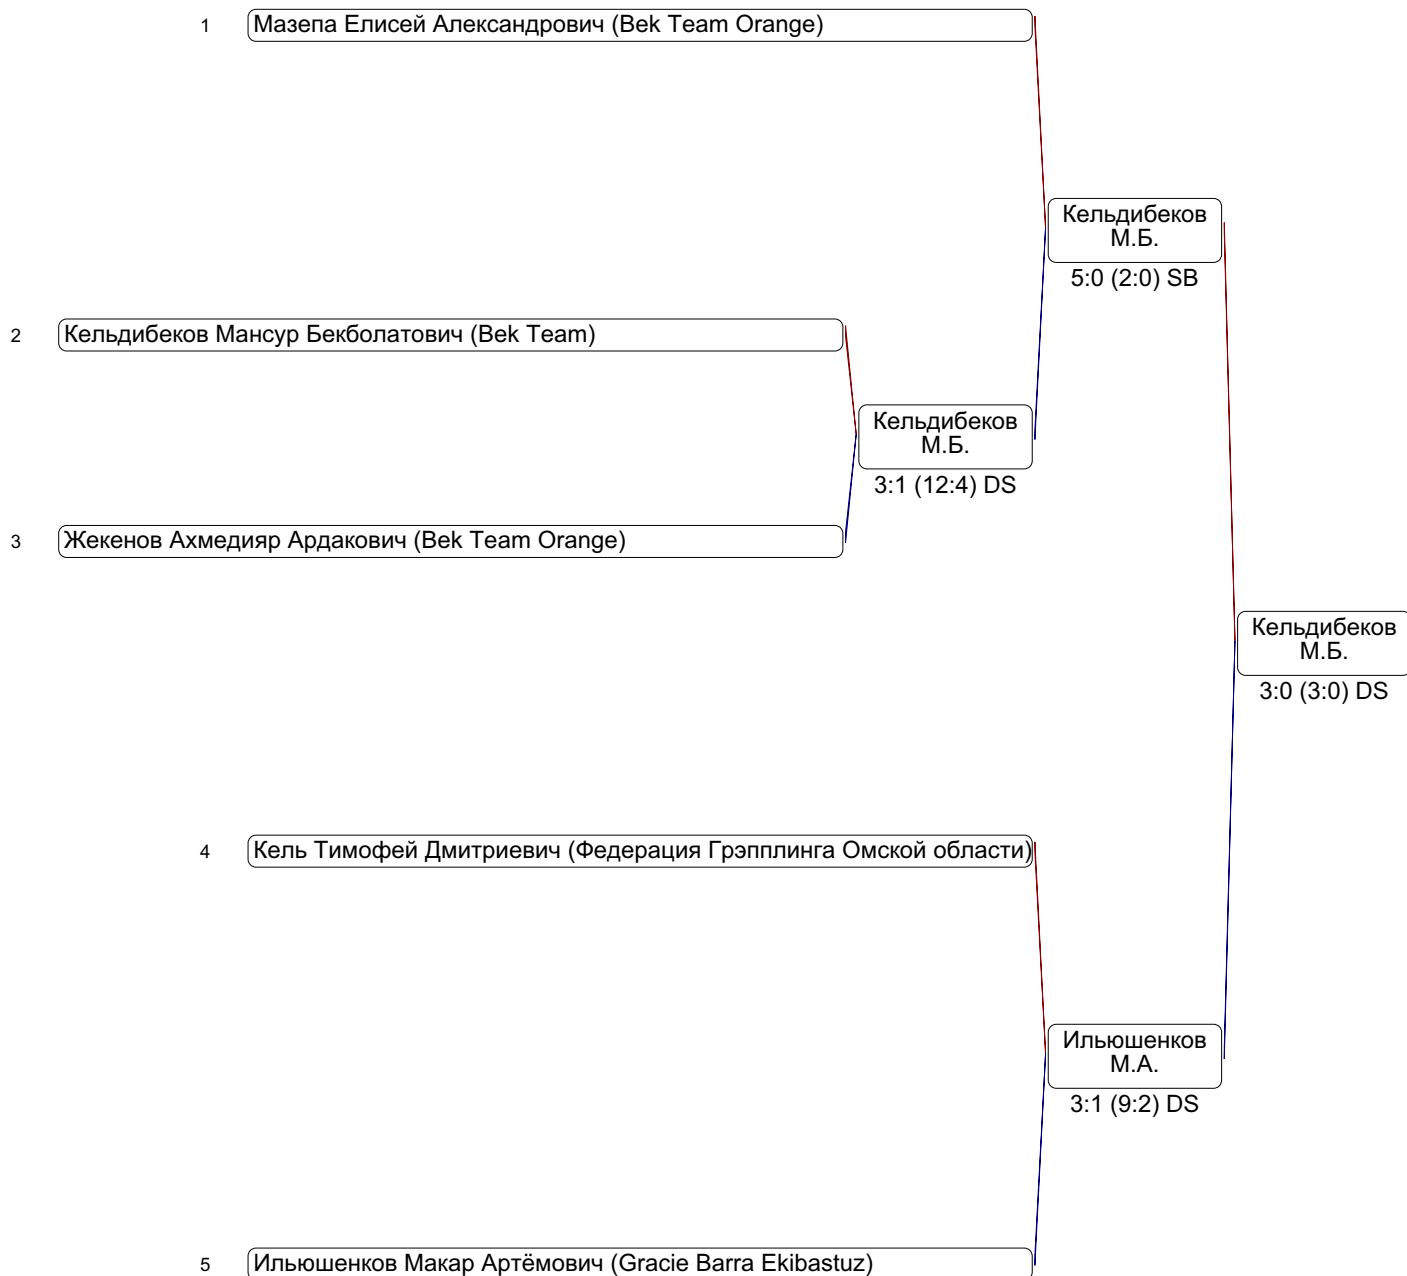 1 Мазепа Елисей Александрович (Bek Team Orange)
Кельдибеков
М.Б.
5:0 (2:0) SB
2 Кельдибеков Мансур Бекболатович (Bek Team)
Кельдибеков
М.Б.
3:1 (12:4) DS
3 Жекенов Ахмедияр Ардакович (Bek Team Orange)
Кельдибеков
М.Б.
3:0 (3:0) DS
4 Кель Тимофей Дмитриевич (Федерация Грэпплинга Омской области)
Ильюшенков
М.А.
3:1 (9:2) DS
5 Ильюшенков Макар Артёмович (Gracie Barra Ekibastuz)